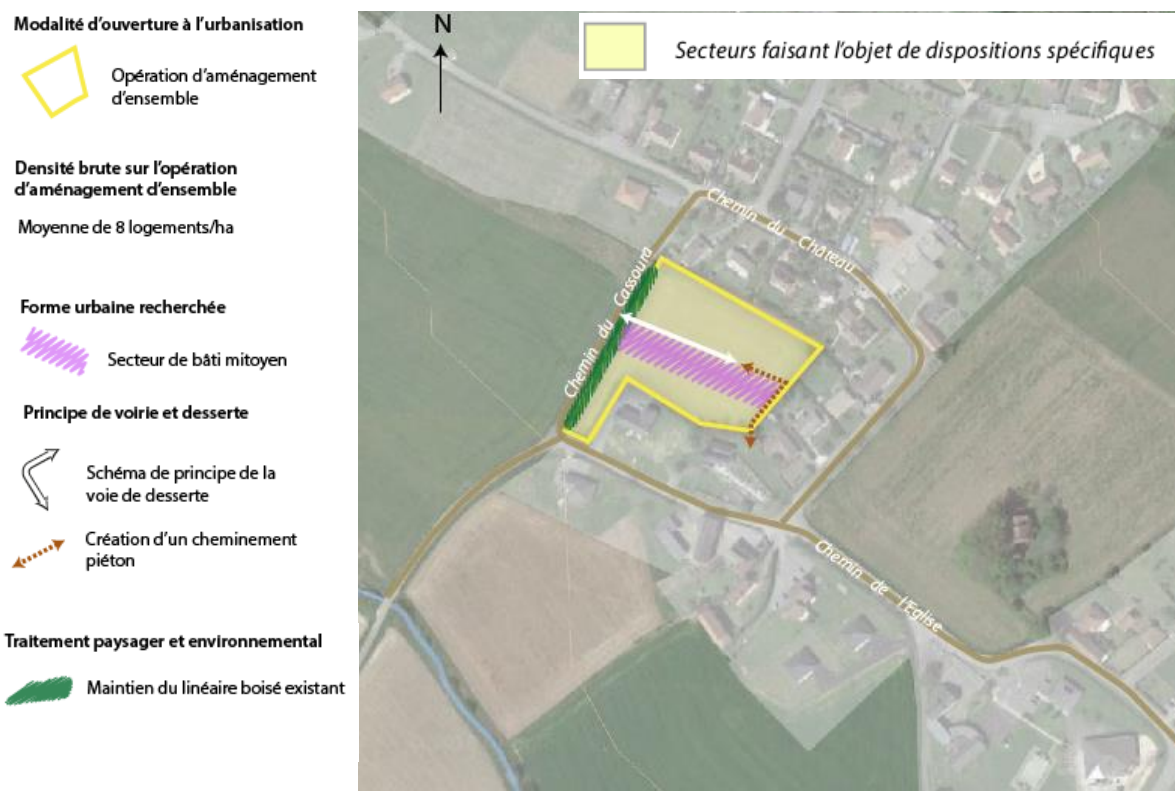 Modalité d'ouverture à l'urbanisation
Opération d'aménagement
d'ensemble
Densité brute sur l'opération
d'aménagement d'ensemble
Moyenne de 8 logements/ha
Forme urbaine recherchée
Secteur de bâti mitoyen
Principe de voirie et desserte
Schéma de principe de la
voie de desserte
Création d'un cheminement
piéton
Traitement paysager et environnemental
Maintien du linéaire boisé existant
N
Secteurs faisant l'objet de dispositions spécifiques
Chemin du Château
Chemin du Cassoura
Chemin de l'Eglise